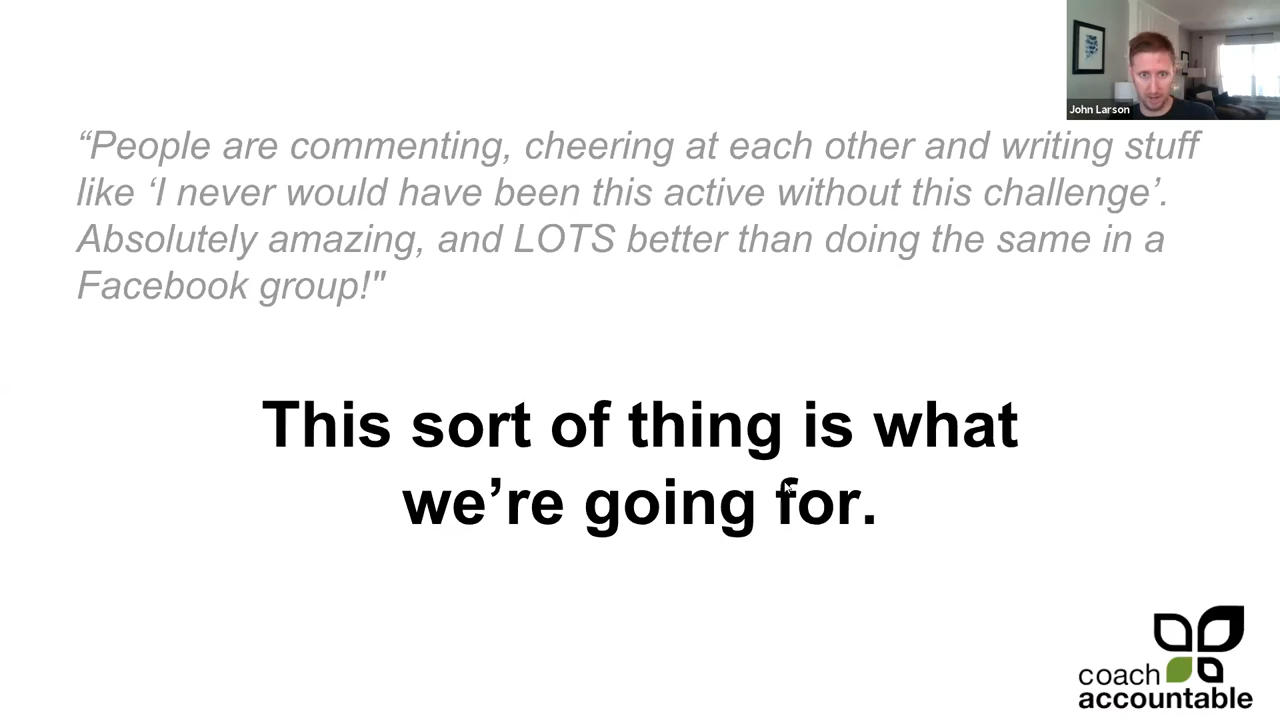 John Larson
“People are commenting, cheering at each other and writing stuff
like ‘I never would have been this active without this challenge’.
Absolutely amazing, and LOTS better than doing the same in a
Facebook group!"
This sort of thing is what
we’re going for.
coach
accountable